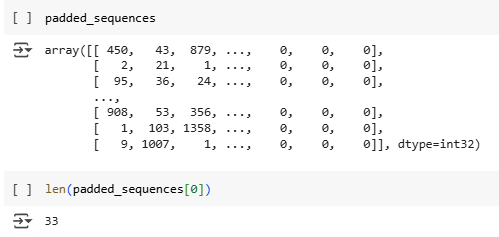 [ ] padded_sequences
array([[ 450, 43, 879, ..., 0, 0, 0],
[ 2, 21, 1, ..., 0, 0, 0],
[ 95, 36, 24, ..., 0, 0, 0],
...,
[ 908, 53, 356, ..., 0, 0, 0],
[ 1, 103, 1358, ..., 0, 0, 0],
[ 9, 1007, 1, ..., 0, 0, 0]], dtype=int32)
[ ] len(padded_sequences[0])
33